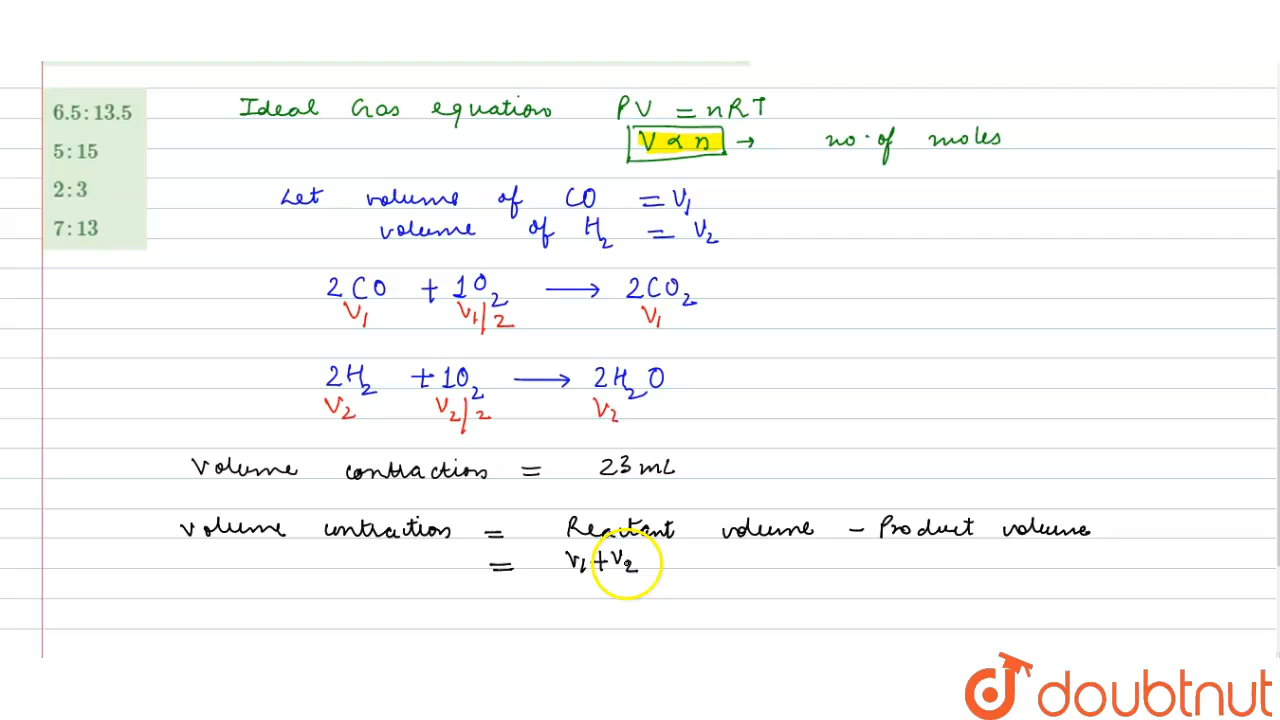 6.5 : 13.5
5 : 15
2 : 3
7 : 13
Ideal Gas equation PV = nRT
V ∝ n → no. of moles
Let volume of CO = V₁
volume of H₂ = V₂
2CO + 1O₂ → 2CO₂
V₁ V₁/2 V₁
2H₂ + 1O₂ → 2H₂O
V₂ V₂/2 V₂
Volume contraction = 23 mL
Volume contraction = Reactant volume – Product volume
= V₁ + V₂
doubtnut